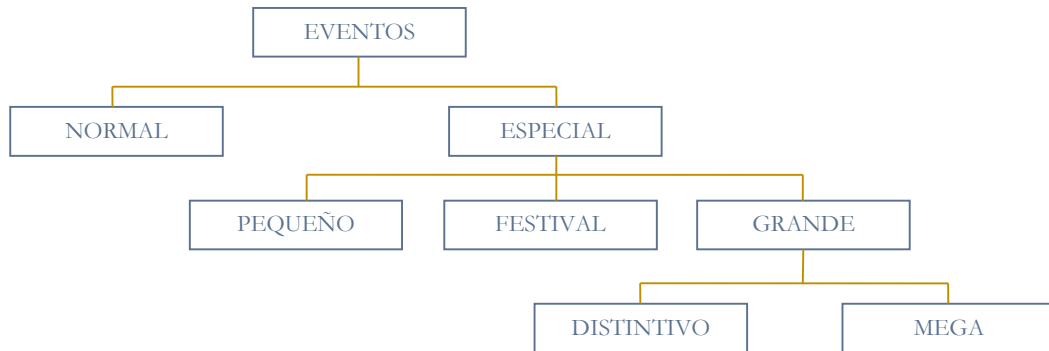 EVENTOS
NORMAL
ESPECIAL
PEQUEÑO
FESTIVAL
GRANDE
DISTINTIVO
MEGA